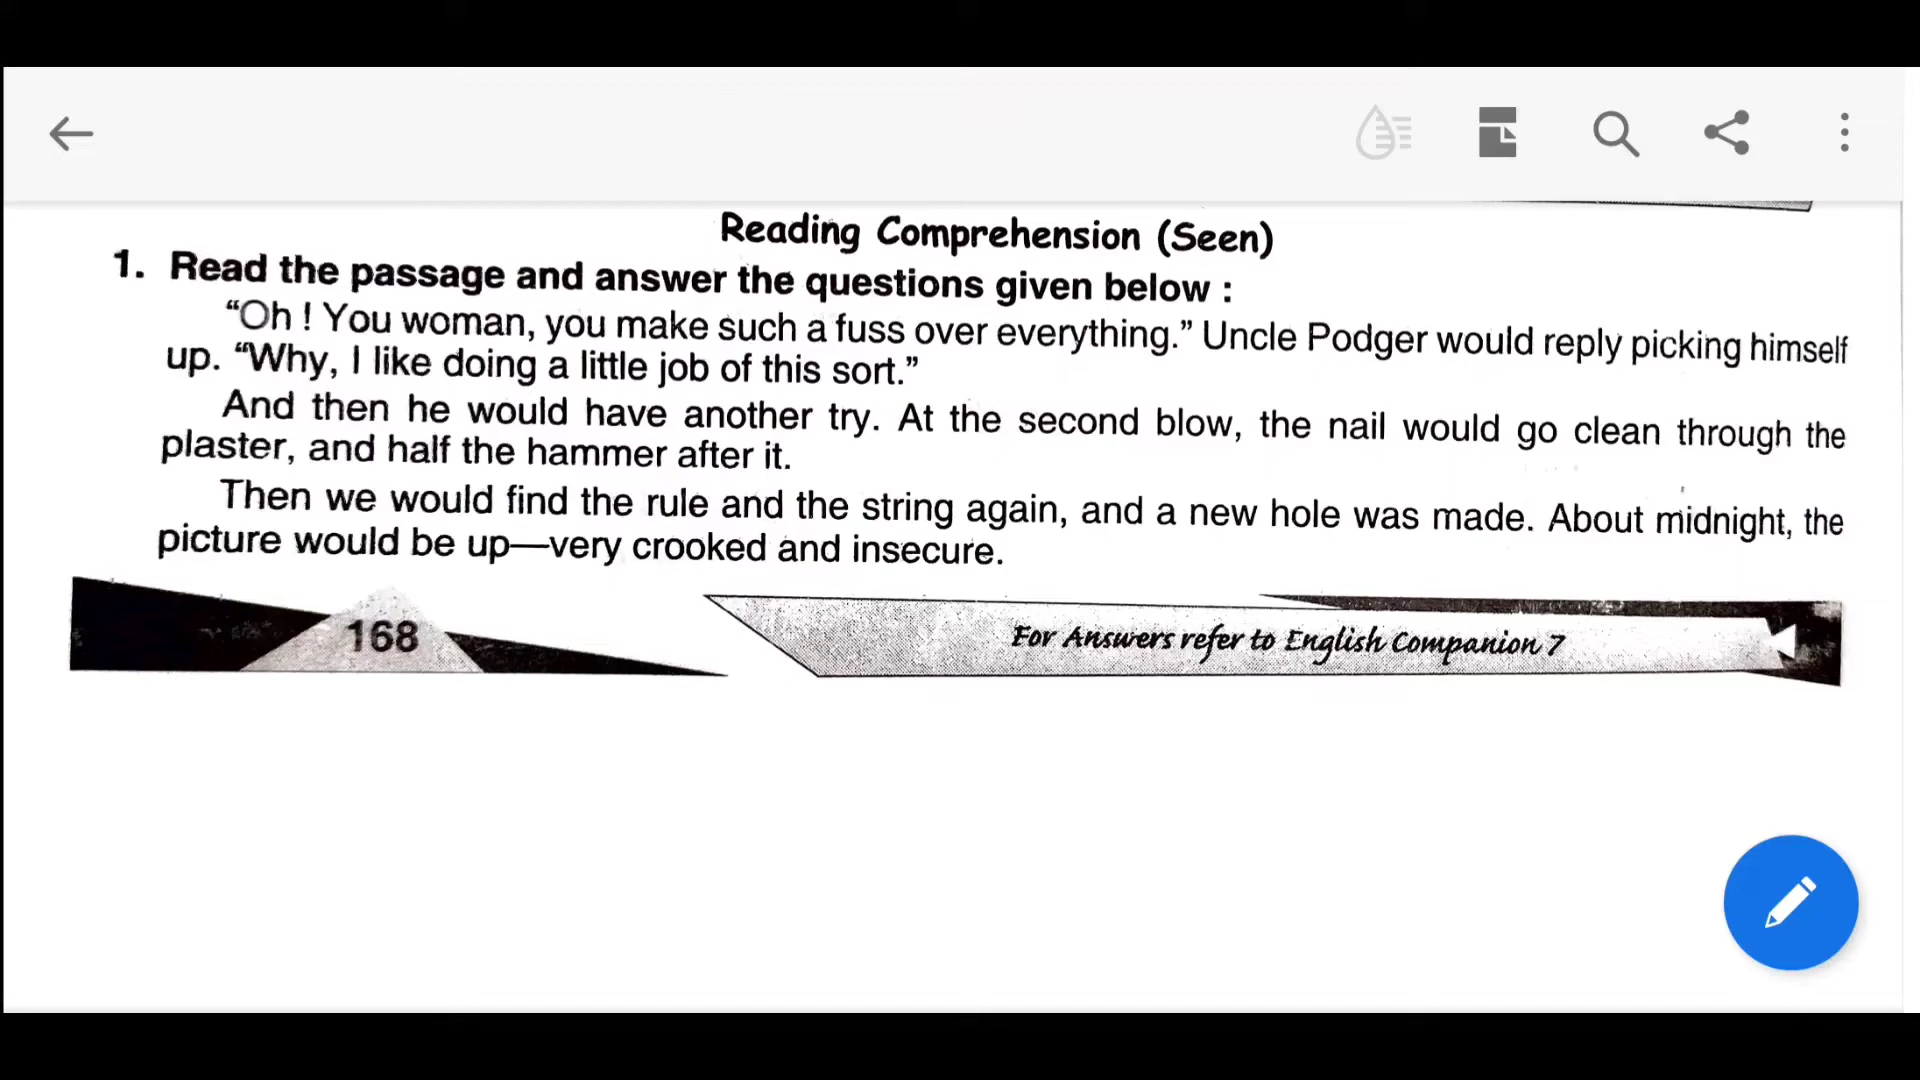 Reading Comprehension (Seen)
1. Read the passage and answer the questions given below :
“Oh ! You woman, you make such a fuss over everything.” Uncle Podger would reply picking himself
up. “Why, I like doing a little job of this sort.”
And then he would have another try. At the second blow, the nail would go clean through the
plaster, and half the hammer after it.
Then we would find the rule and the string again, and a new hole was made. About midnight, the
picture would be up—very crooked and insecure.
168
For Answers refer to English Companion 7